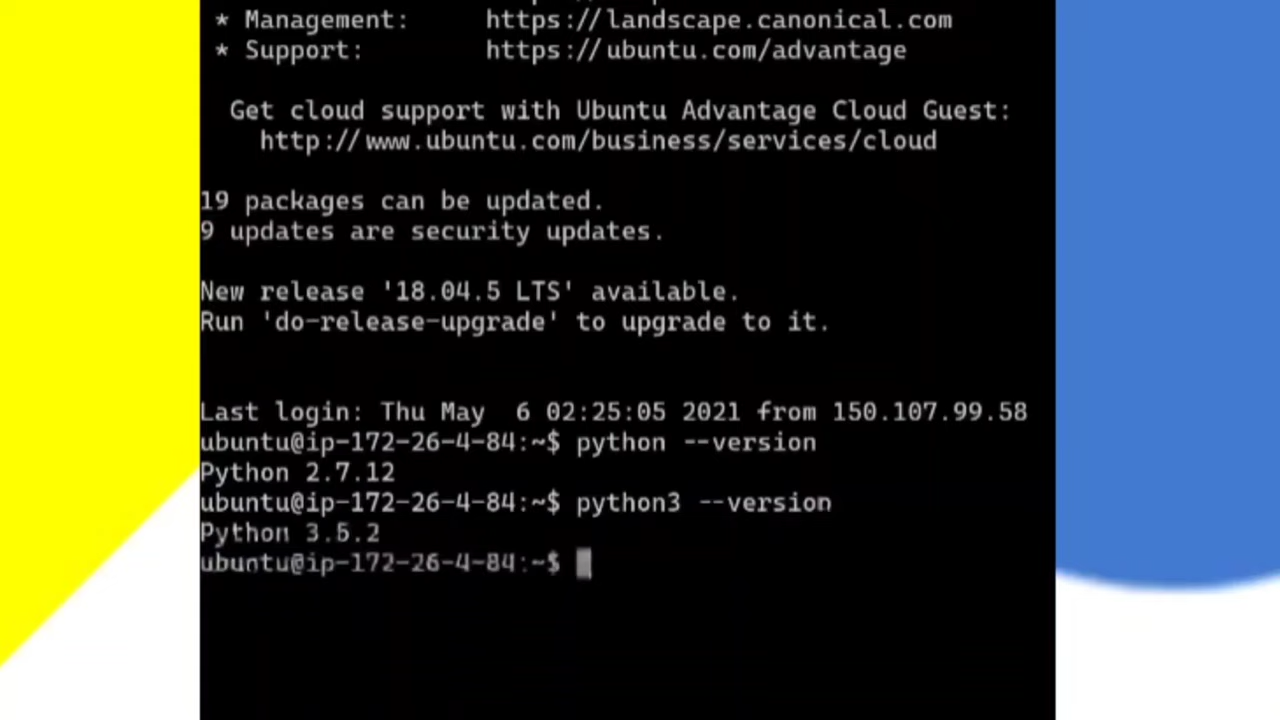 * Management: https://landscape.canonical.com
* Support: https://ubuntu.com/advantage
Get cloud support with Ubuntu Advantage Cloud Guest:
http://www.ubuntu.com/business/services/cloud
19 packages can be updated.
9 updates are security updates.
New release '18.04.5 LTS' available.
Run 'do-release-upgrade' to upgrade to it.
Last login: Thu May  6 02:25:05 2021 from 150.107.99.58
ubuntu@ip-172-26-4-84:~$ python --version
Python 2.7.12
ubuntu@ip-172-26-4-84:~$ python3 --version
Python 3.5.2
ubuntu@ip-172-26-4-84:~$